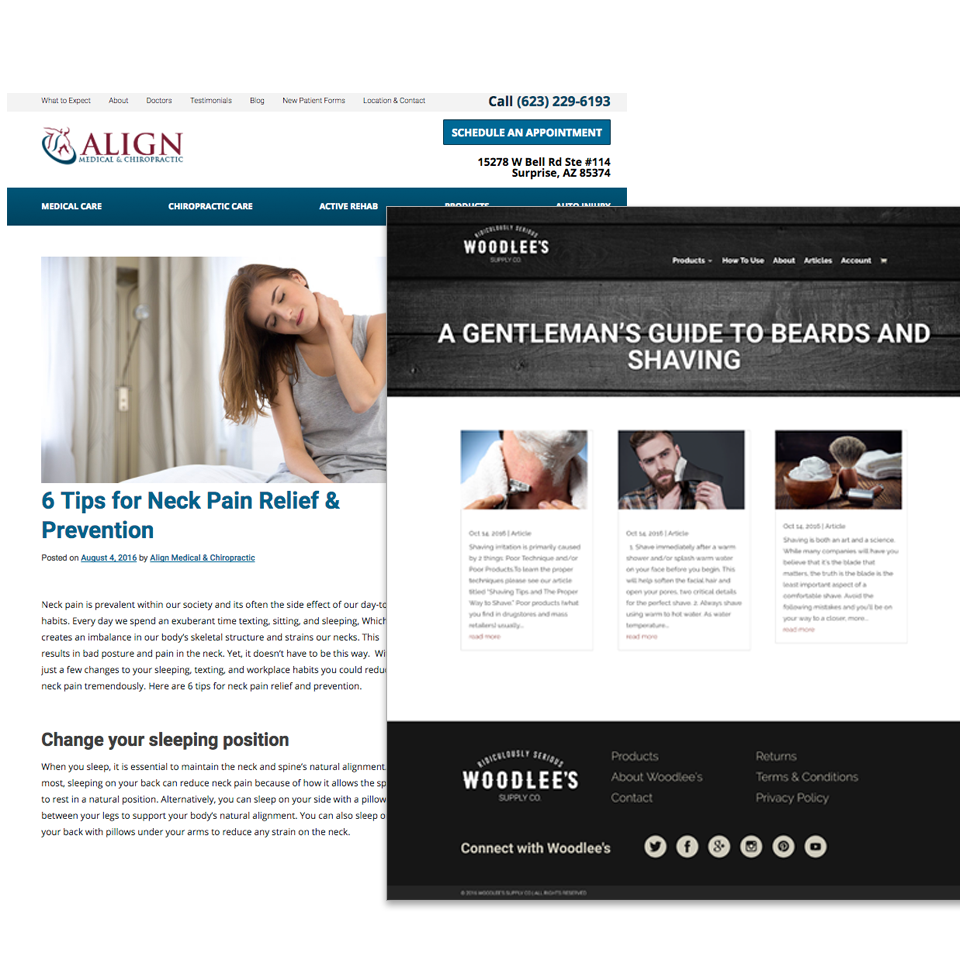 What to Expect About Doctors Testimonials Blog New Patient Forms Location & Contact
Call (623) 229-6193
ALIGN
MEDICAL & CHIROPRACTIC
SCHEDULE AN APPOINTMENT
15278 W Bell Rd Ste #114
Surprise, AZ 85374
MEDICAL CARE CHIROPRACTIC CARE ACTIVE REHAB PRODUCTS AUTO INJURY
6 Tips for Neck Pain Relief &
Prevention
Posted on August 4, 2016 by Align Medical & Chiropractic
Neck pain is prevalent within our society and its often the side effect of our day-to
habits. Every day we spend an exuberant time texting, sitting, and sleeping, Which
creates an imbalance in our body's skeletal structure and strains our necks. This
results in bad posture and pain in the neck. Yet, it doesn't have to be this way. Wi
just a few changes to your sleeping, texting, and workplace habits you could reduc
neck pain tremendously. Here are 6 tips for neck pain relief and prevention.
Change your sleeping position
When you sleep, it is essential to maintain the neck and spine's natural alignment.
most, sleeping on your back can reduce neck pain because of how it allows the sp
to rest in a natural position. Alternatively, you can sleep on your side with a pillow
between your legs to support your body's natural alignment. You can also sleep o
your back with pillows under your arms to reduce any strain on the neck.
RIDICULOUSLY SERIOUS
WOODLEE'S
SUPPLY CO.
Products How To Use About Articles Account
A GENTLEMAN'S GUIDE TO BEARDS AND
SHAVING
Oct 14, 2016 | Article
Shaving irritation is primarily caused
by 2 things: Poor Technique and/or
Poor Products.To learn the proper
techniques please see our article
titled "Shaving Tips and The Proper
Way to Shave." Poor products (what
you find in drugstores and mass
retailers) usually...
read more
Oct 14, 2016 | Article
1. Shave immediately after a warm
shower and/or splash warm water
on your face before you begin. This
will help soften the facial hair and
open your pores, two critical details
for the perfect shave. 2. Always shave
using warm to hot water. As water
temperature...
read more
Oct 14, 2016 | Article
Shaving is both an art and a science.
While many companies will have you
believe that it's the blade that
matters, the truth is the blade is the
least important aspect of a
comfortable shave. Avoid the
following mistakes and you'll be on
your way to a closer, more...
read more
RIDICULOUSLY SERIOUS
WOODLEE'S
SUPPLY CO.
Products
About Woodlee's
Contact
Returns
Terms & Conditions
Privacy Policy
Connect with Woodlee's
© 2016 WOODLEE'S SUPPLY CO. | ALL RIGHTS RESERVED